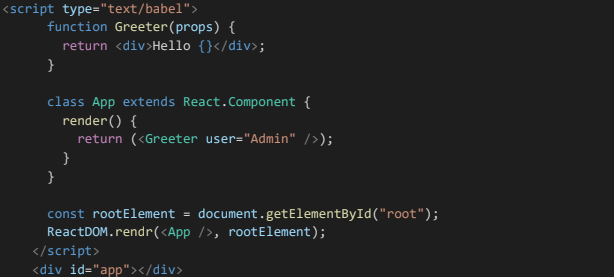 <script type="text/babel">
function Greeter(props) {
return <div>Hello {}</div>;
}
class App extends React.Component {
render() {
return (<Greeter user="Admin" />);
}
}
const rootElement = document.getElementById("root");
ReactDOM.rendr(<App />, rootElement);
</script>
<div id="app"></div>